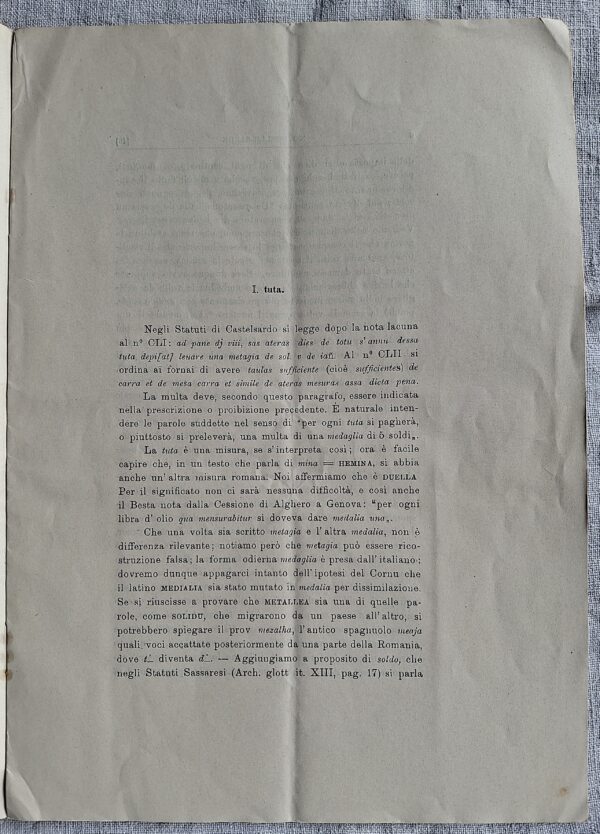 I. tuta.
Negli Statuti di Castelsardo si legge dopo la nota lacuna
al nº CLI: ad pane dj viii, sas ateras dies de totu s'annu dessa
tuta depi[at] leuare una metagia de sol. v de iaf. Al nº CLII si
ordina ai fornai di avere taulas sufficiente (cioè sufficientes) de
carra et de mesa carra et simile de ateras mesuras assa dicta pena.
La multa deve, secondo questo paragrafo, essere indicata
nella prescrizione o proibizione precedente. È naturale inten-
dere le parole suddette nel senso di "per ogni tuta si pagherà,
o piuttosto si preleverà, una multa di una medaglia di 5 soldi„.
La tuta è una misura, se s'interpreta così; ora è facile
capire che, in un testo che parla di mina = HEMINA, si abbia
anche un'altra misura romana. Noi affermiamo che è DUELLA
Per il significato non ci sarà nessuna difficoltà, e così anche
il Besta nota dalla Cessione di Alghero a Genova: "per ogni
libra d'olio qua mensurabitur si doveva dare medalia una„.
Che una volta sia scritto metagia e l'altra medalia, non è
differenza rilevante; notiamo però che metagia può essere rico-
struzione falsa; la forma odierna medaglia è presa dall'italiano:
dovremo dunque appagarci intanto dell'ipotesi del Cornu che
il latino MEDIALIA sia stato mutato in medalia per dissimilazione.
Se si riuscisse a provare che METALLEA sia una di quelle pa-
role, come SOLIDU, che migrarono da un paese all'altro, si
potrebbero spiegare il prov mezalha, l'antico spagnuolo meaja
quali voci accattate posteriormente da una parte della Romania,
dove t´ diventa d´. — Aggiungiamo a proposito di soldo, che
negli Statuti Sassaresi (Arch. glott it. XIII, pag. 17) si parla